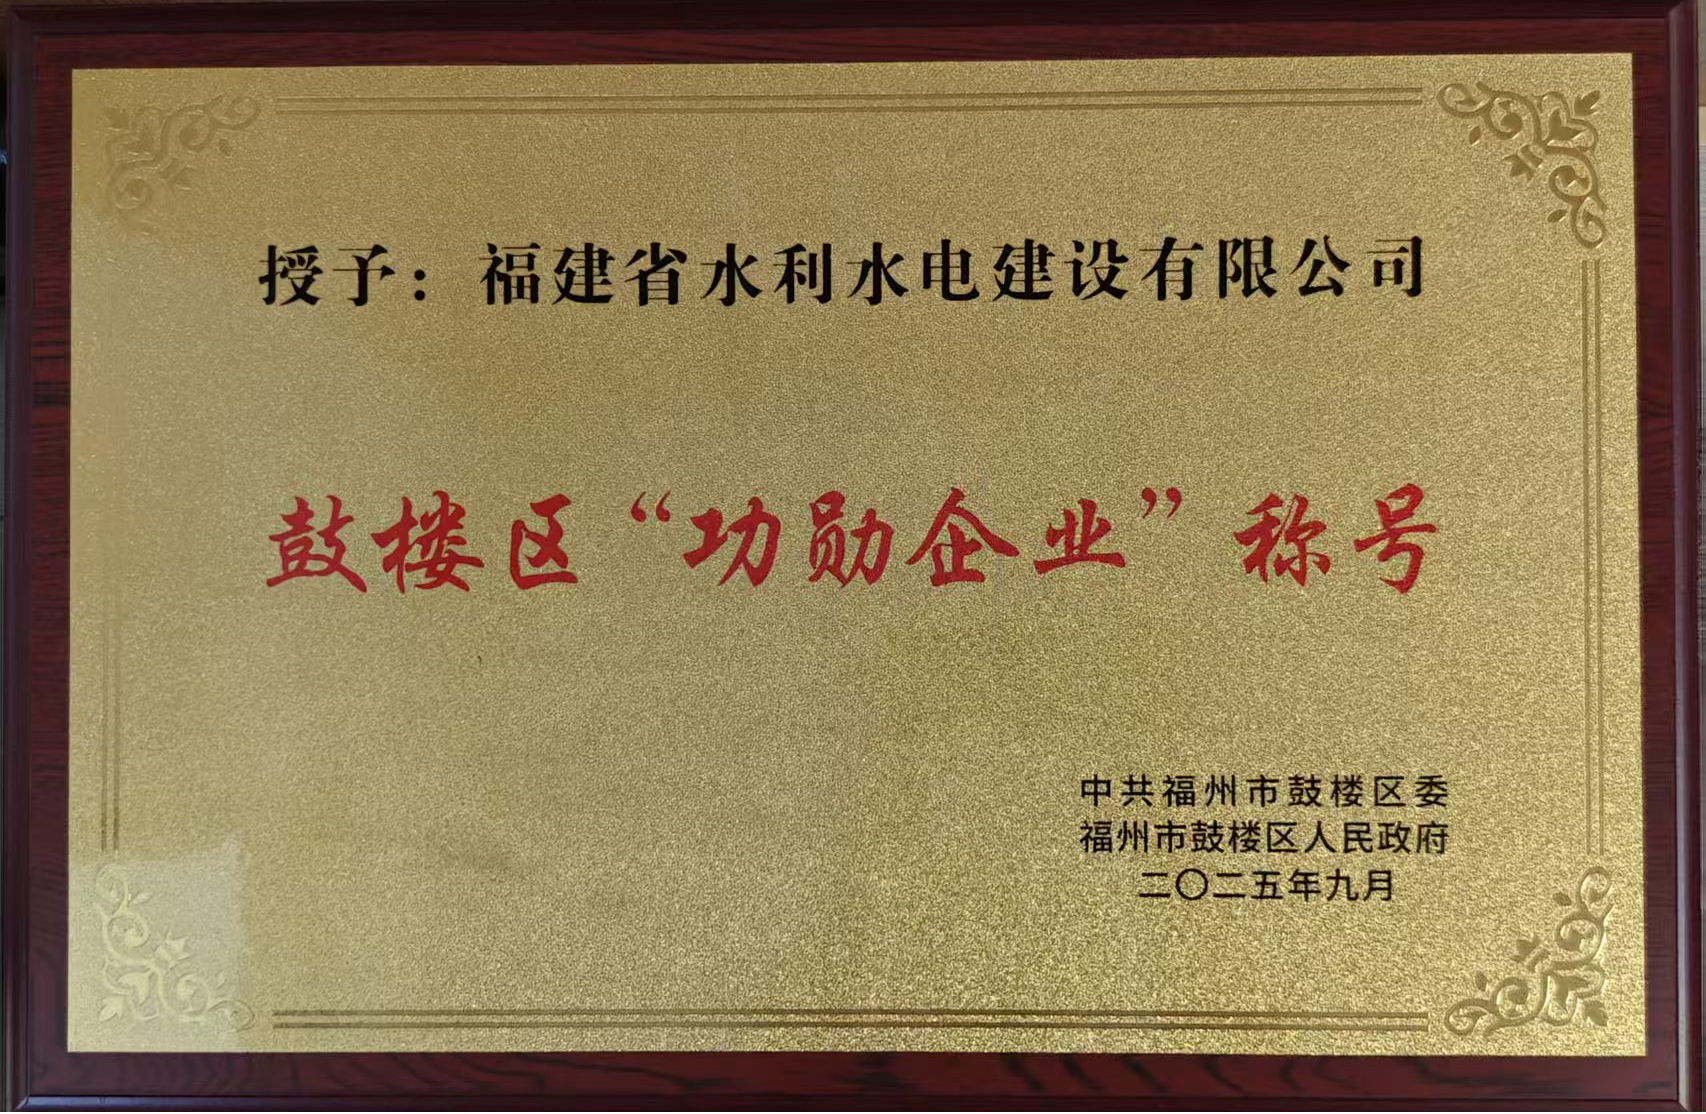 授予：福建省水利水电建设有限公司
鼓楼区“功勋企业”称号
中共福州市鼓楼区委
福州市鼓楼区人民政府
二〇二五年九月